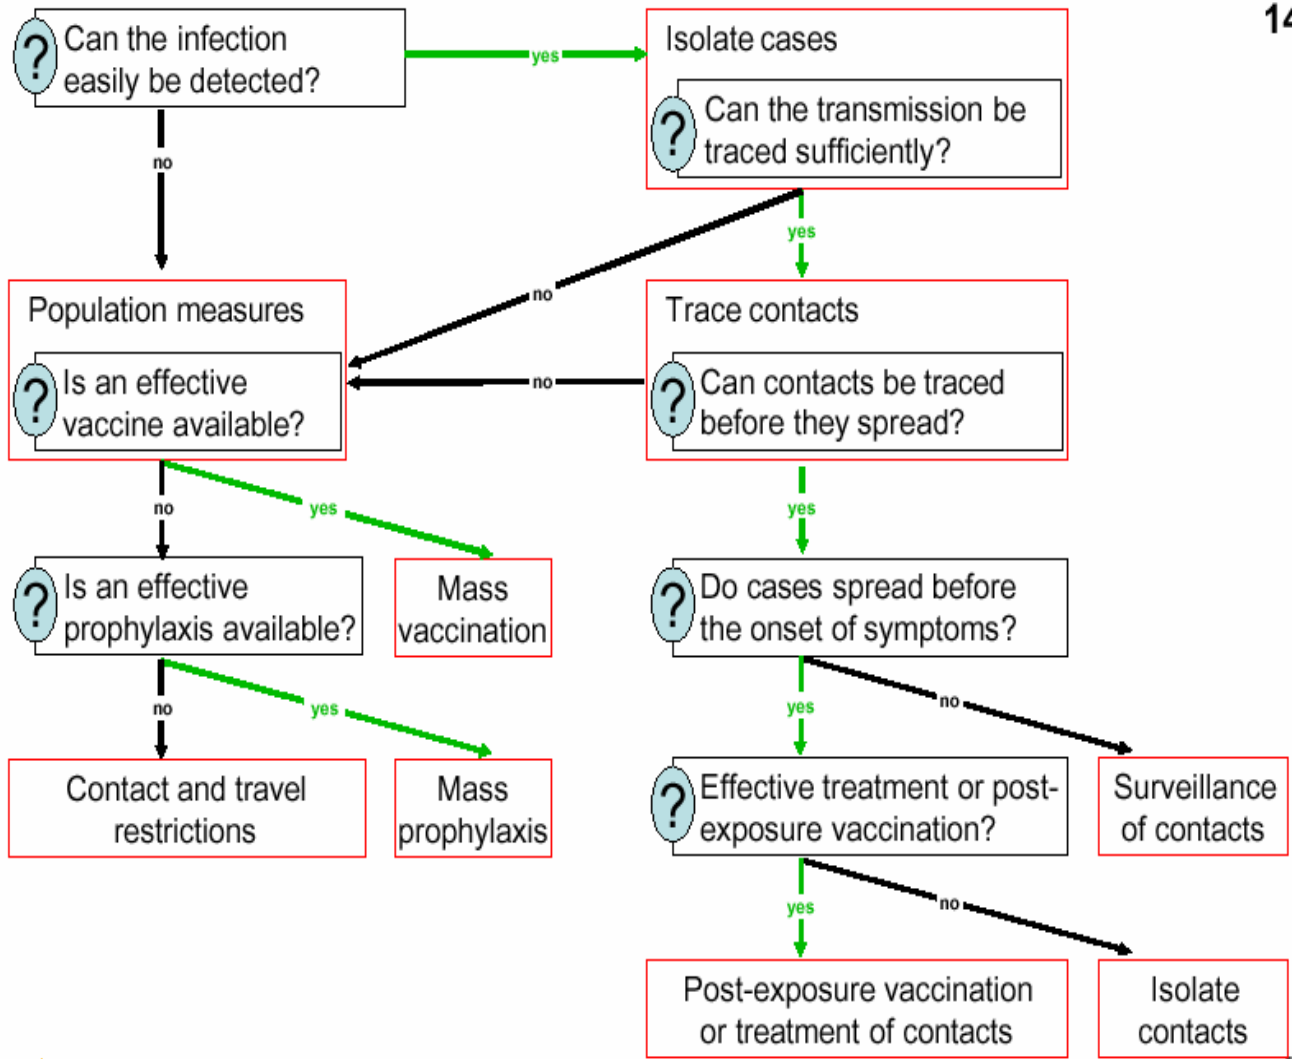 14
?
Can the infection
easily be detected?
yes
Isolate cases
?
Can the transmission be
traced sufficiently?
no
yes
no
Population measures
?
Is an effective
vaccine available?
no
Trace contacts
?
Can contacts be traced
before they spread?
no
yes
yes
?
Is an effective
prophylaxis available?
Mass
vaccination
?
Do cases spread before
the onset of symptoms?
no
yes
yes
no
Contact and travel
restrictions
Mass
prophylaxis
?
Effective treatment or post-
exposure vaccination?
Surveillance
of contacts
yes
no
Post-exposure vaccination
or treatment of contacts
Isolate
contacts